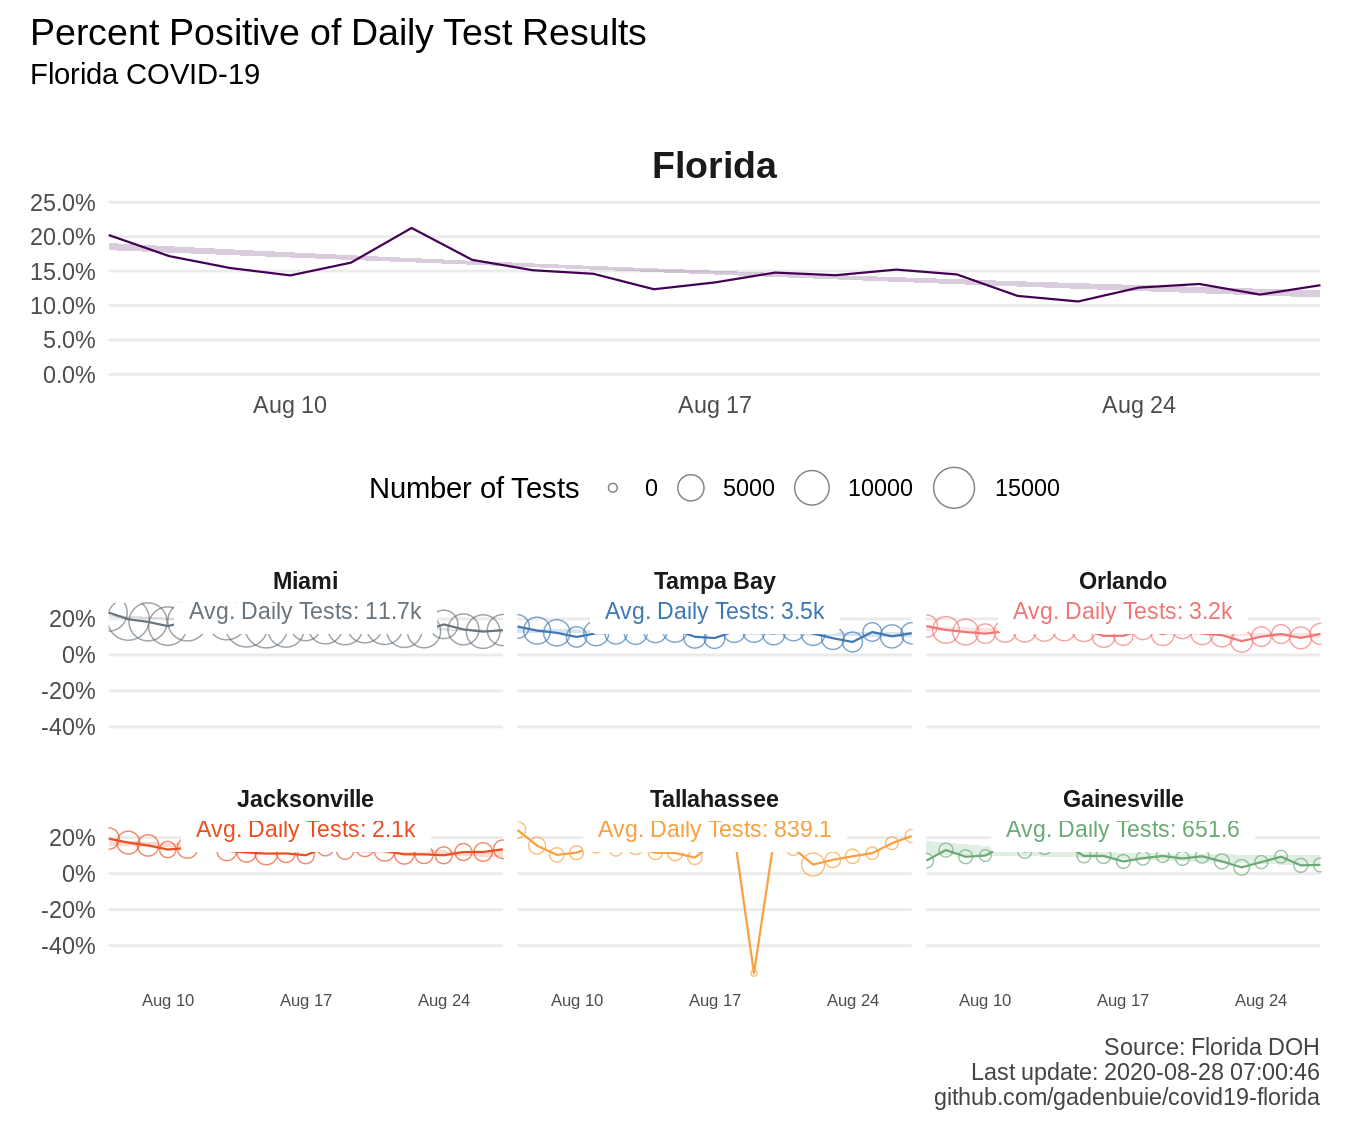 Percent Positive of Daily Test Results
Florida COVID-19
Florida
25.0%
20.0%
15.0%
10.0%
5.0%
0.0%
Aug 10 Aug 17 Aug 24
Number of Tests 0 5000 10000 15000
Miami Tampa Bay Orlando
Avg. Daily Tests: 11.7k Avg. Daily Tests: 3.5k Avg. Daily Tests: 3.2k
20%
0%
-20%
-40%
Jacksonville Tallahassee Gainesville
Avg. Daily Tests: 2.1k Avg. Daily Tests: 839.1 Avg. Daily Tests: 651.6
20%
0%
-20%
-40%
Aug 10 Aug 17 Aug 24 Aug 10 Aug 17 Aug 24 Aug 10 Aug 17 Aug 24
Source: Florida DOH
Last update: 2020-08-28 07:00:46
github.com/gadenbuie/covid19-florida